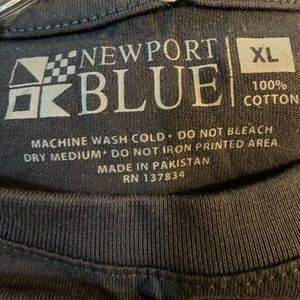 NEWPORT
BLUE
XL
100%
COTTON
MACHINE WASH COLD • DO NOT BLEACH
DRY MEDIUM • DO NOT IRON PRINTED AREA
MADE IN PAKISTAN
RN 137834